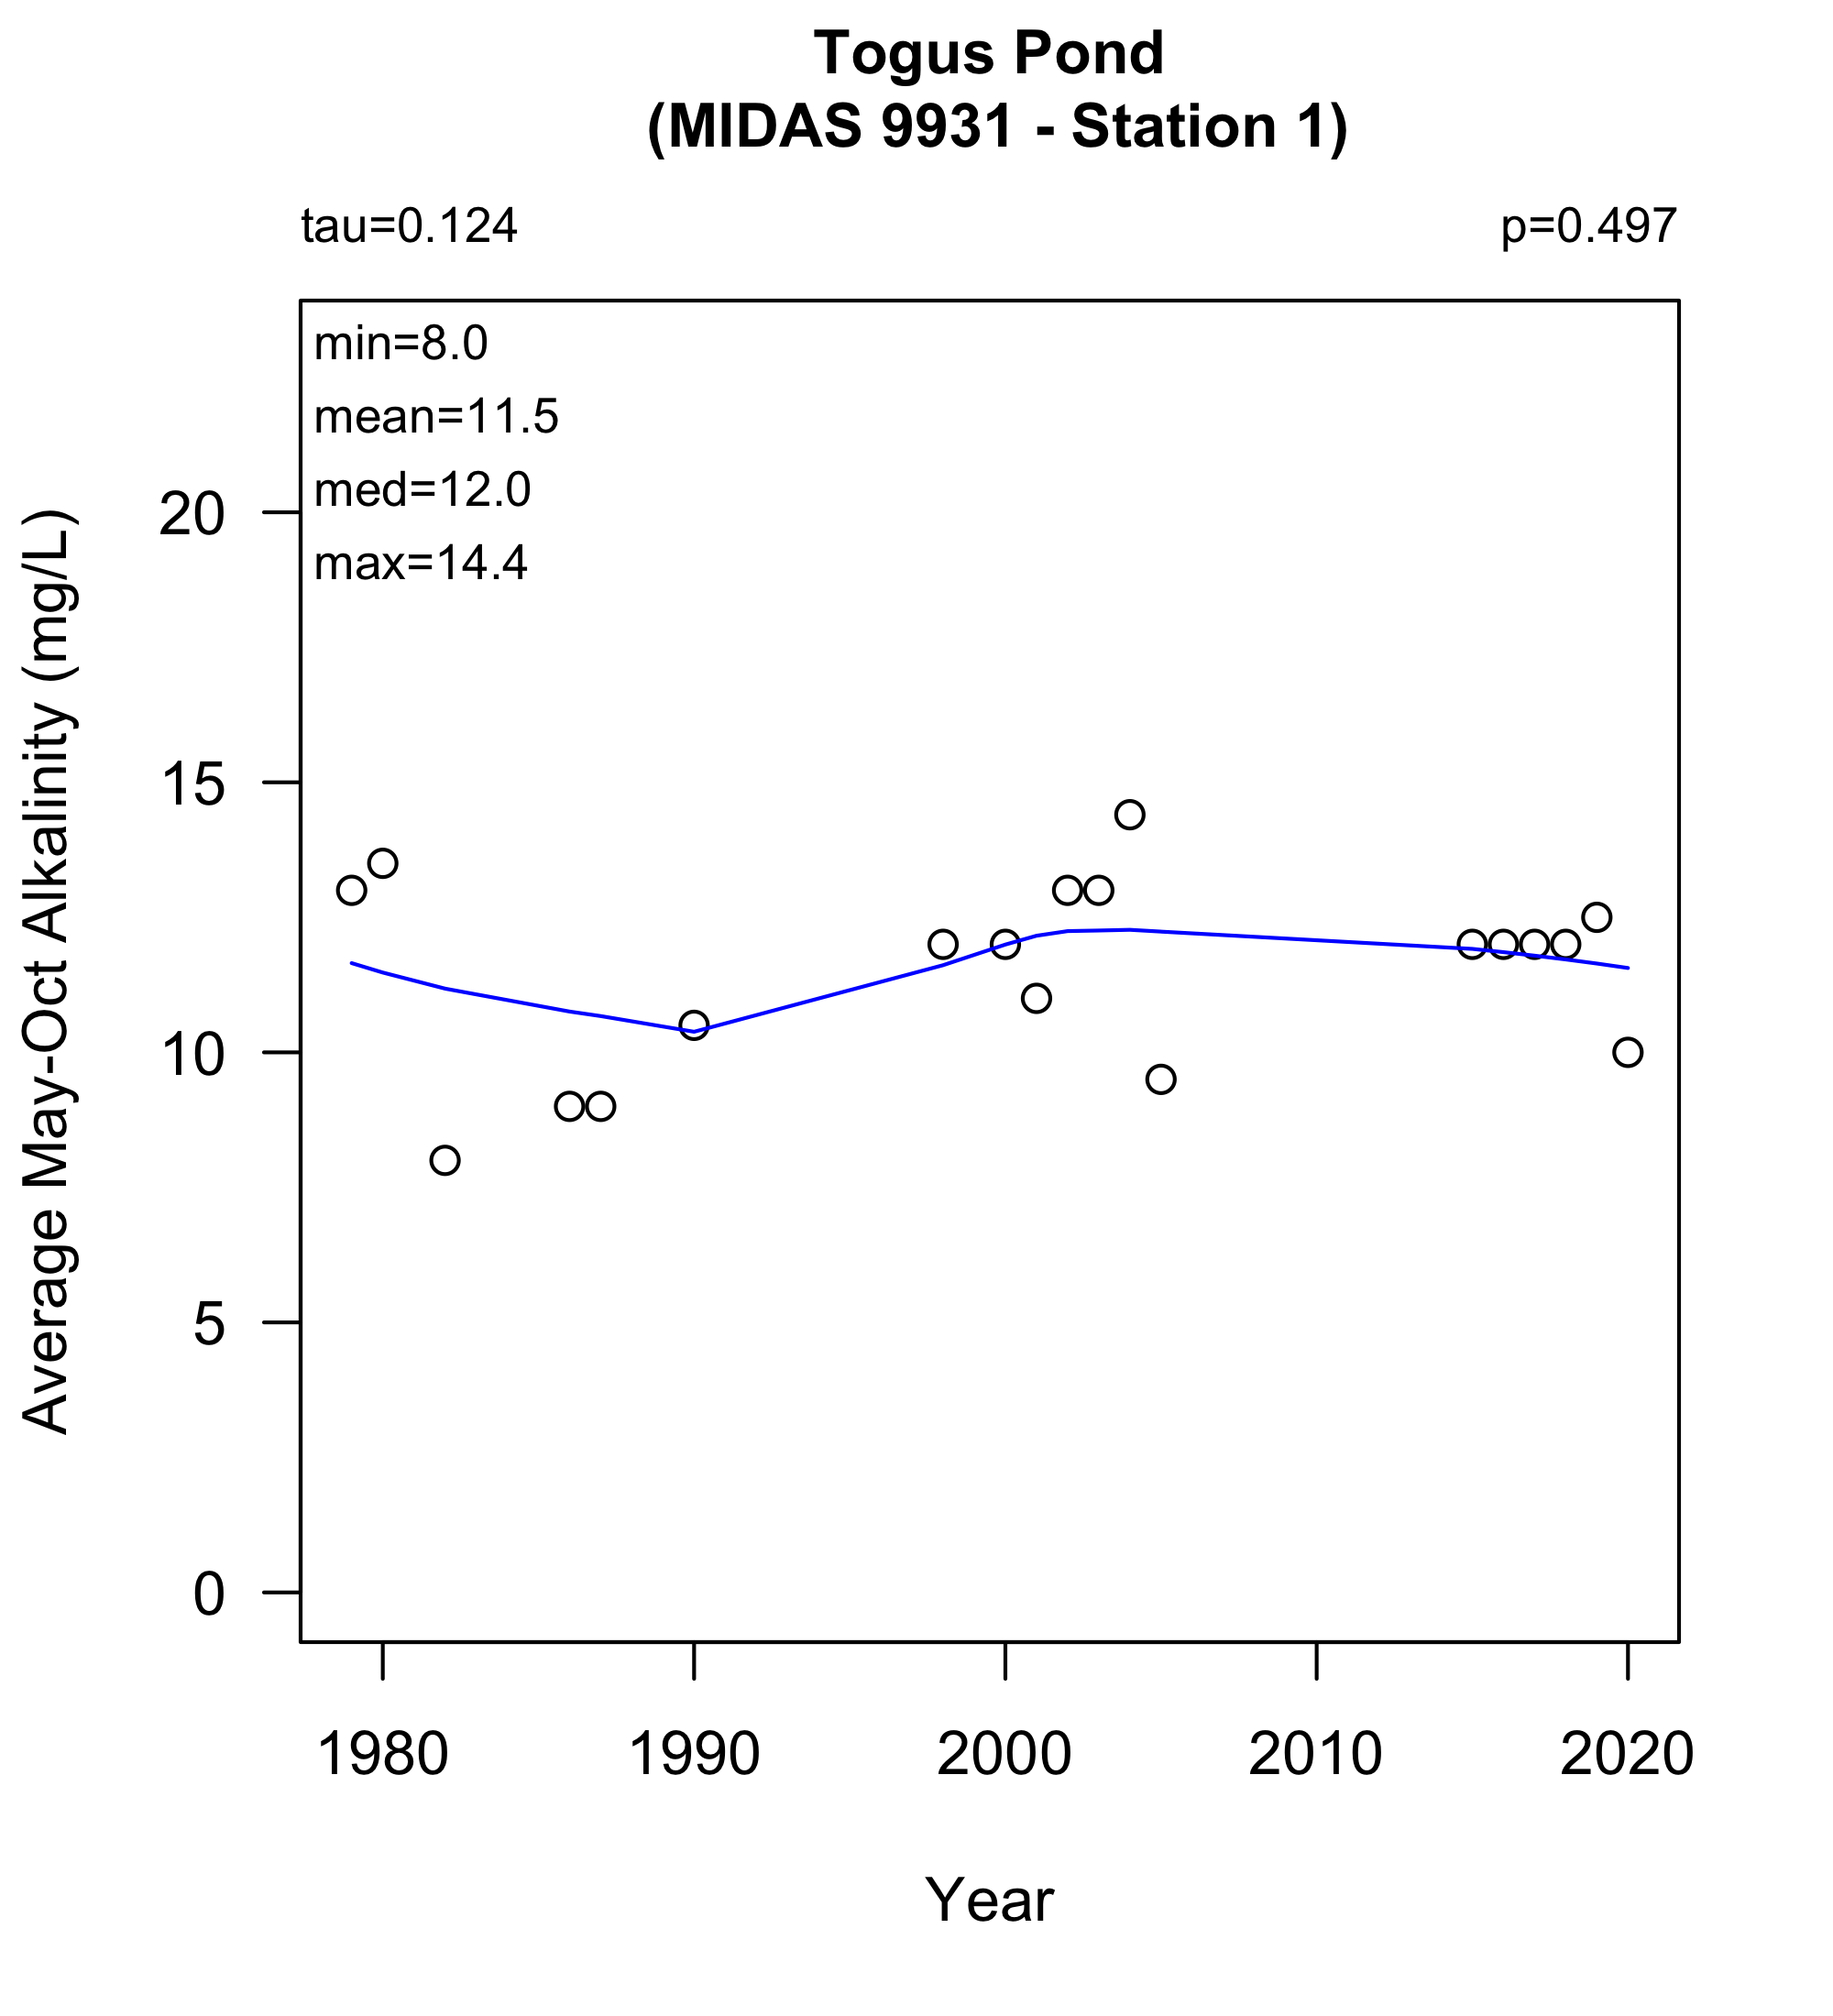 Togus Pond
(MIDAS 9931 - Station 1)
tau=0.124
p=0.497
min=8.0
mean=11.5
med=12.0
max=14.4
Average May-Oct Alkalinity (mg/L)
20
15
10
5
0
1980
1990
2000
2010
2020
Year